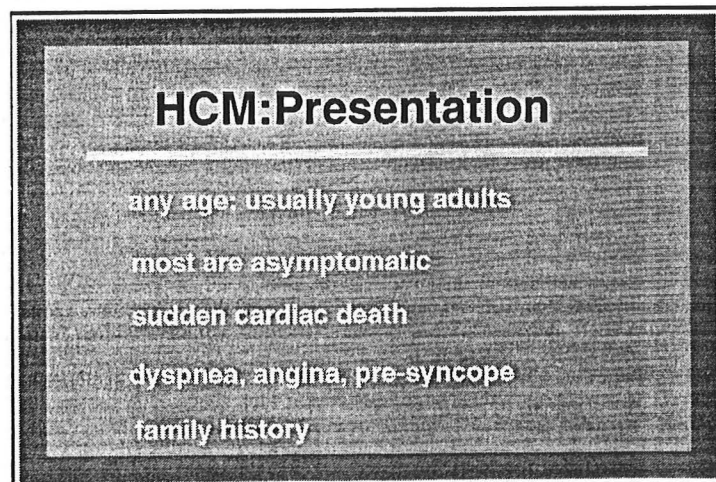 HCM:Presentation
any age: usually young adults
most are asymptomatic
sudden cardiac death
dyspnea, angina, pre-syncope
family history